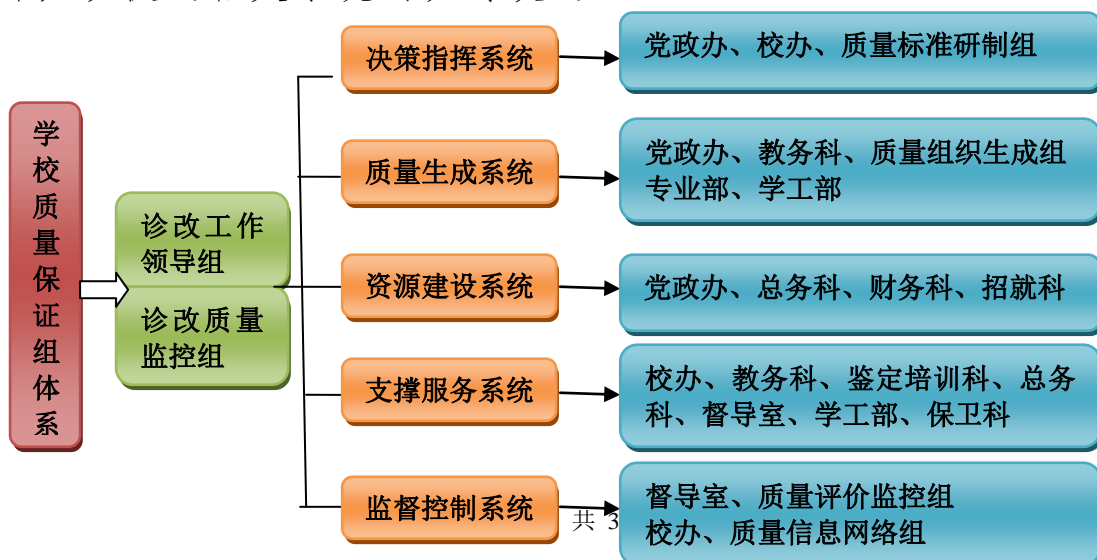 学校质量保证组体系
诊改工作
领导组
诊改质量
监控组
决策指挥系统
党政办、校办、质量标准研制组
质量生成系统
党政办、教务科、质量组织生成组
专业部、学工部
资源建设系统
党政办、总务科、财务科、招就科
支撑服务系统
校办、教务科、鉴定培训科、总务
科、督导室、学工部、保卫科
监督控制系统
督导室、质量评价监控组
校办、质量信息网络组
共 3